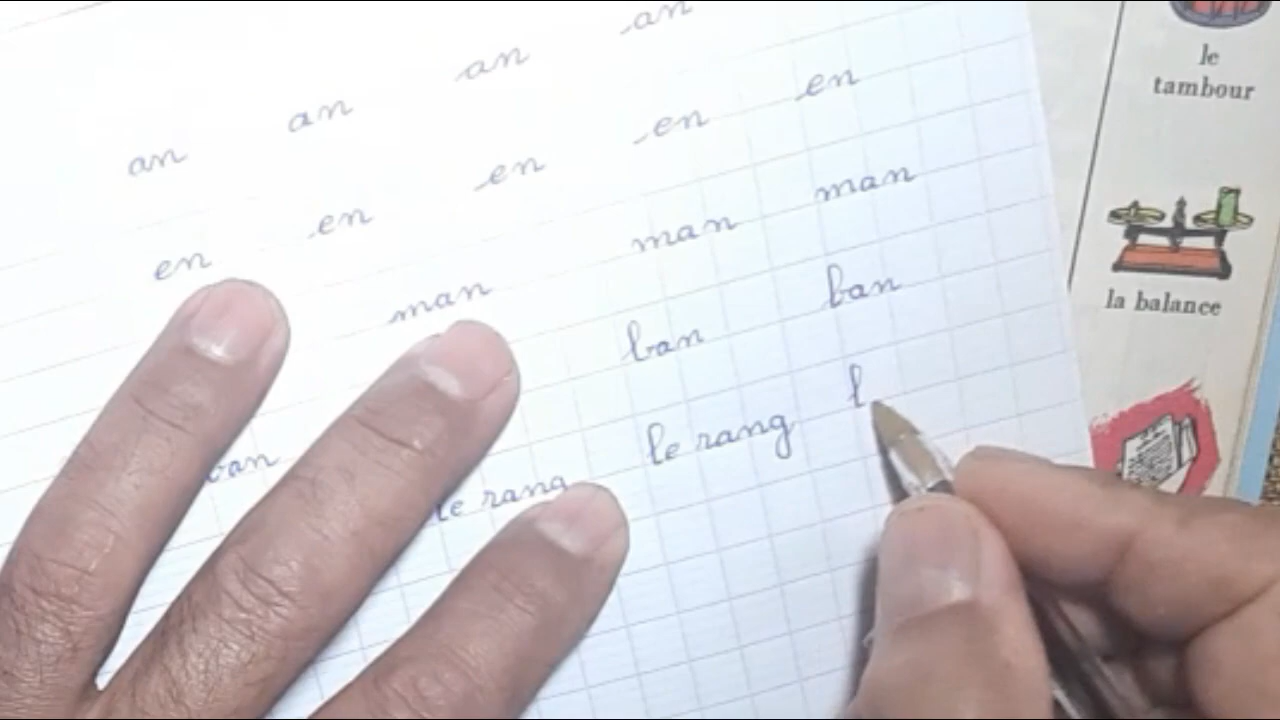 an an an an
en en en en en
man man man
ban ban ban
le rang le rang l
le
tambour
la balance